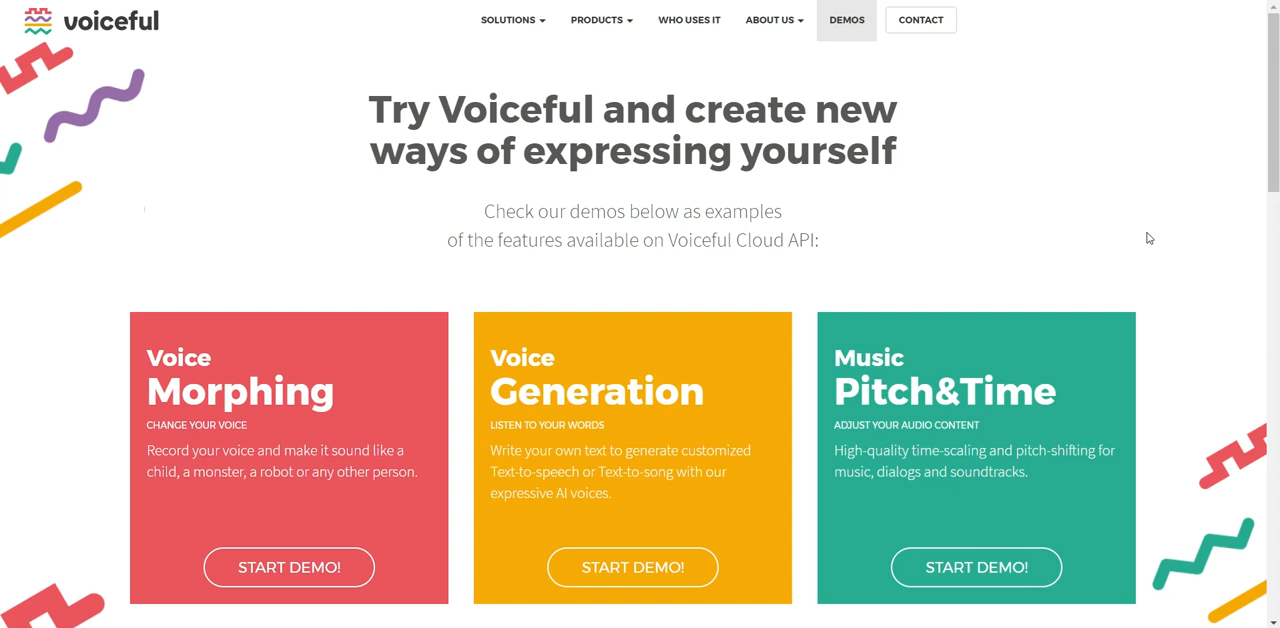 voiceful
SOLUTIONS
PRODUCTS
WHO USES IT
ABOUT US
DEMOS
CONTACT
Try Voiceful and create new
ways of expressing yourself
Check our demos below as examples
of the features available on Voiceful Cloud API:
Voice
Morphing
CHANGE YOUR VOICE
Record your voice and make it sound like a
child, a monster, a robot or any other person.
START DEMO!
Voice
Generation
LISTEN TO YOUR WORDS
Write your own text to generate customized
Text-to-speech or Text-to-song with our
expressive AI voices.
START DEMO!
Music
Pitch&Time
ADJUST YOUR AUDIO CONTENT
High-quality time-scaling and pitch-shifting for
music, dialogs and soundtracks.
START DEMO!